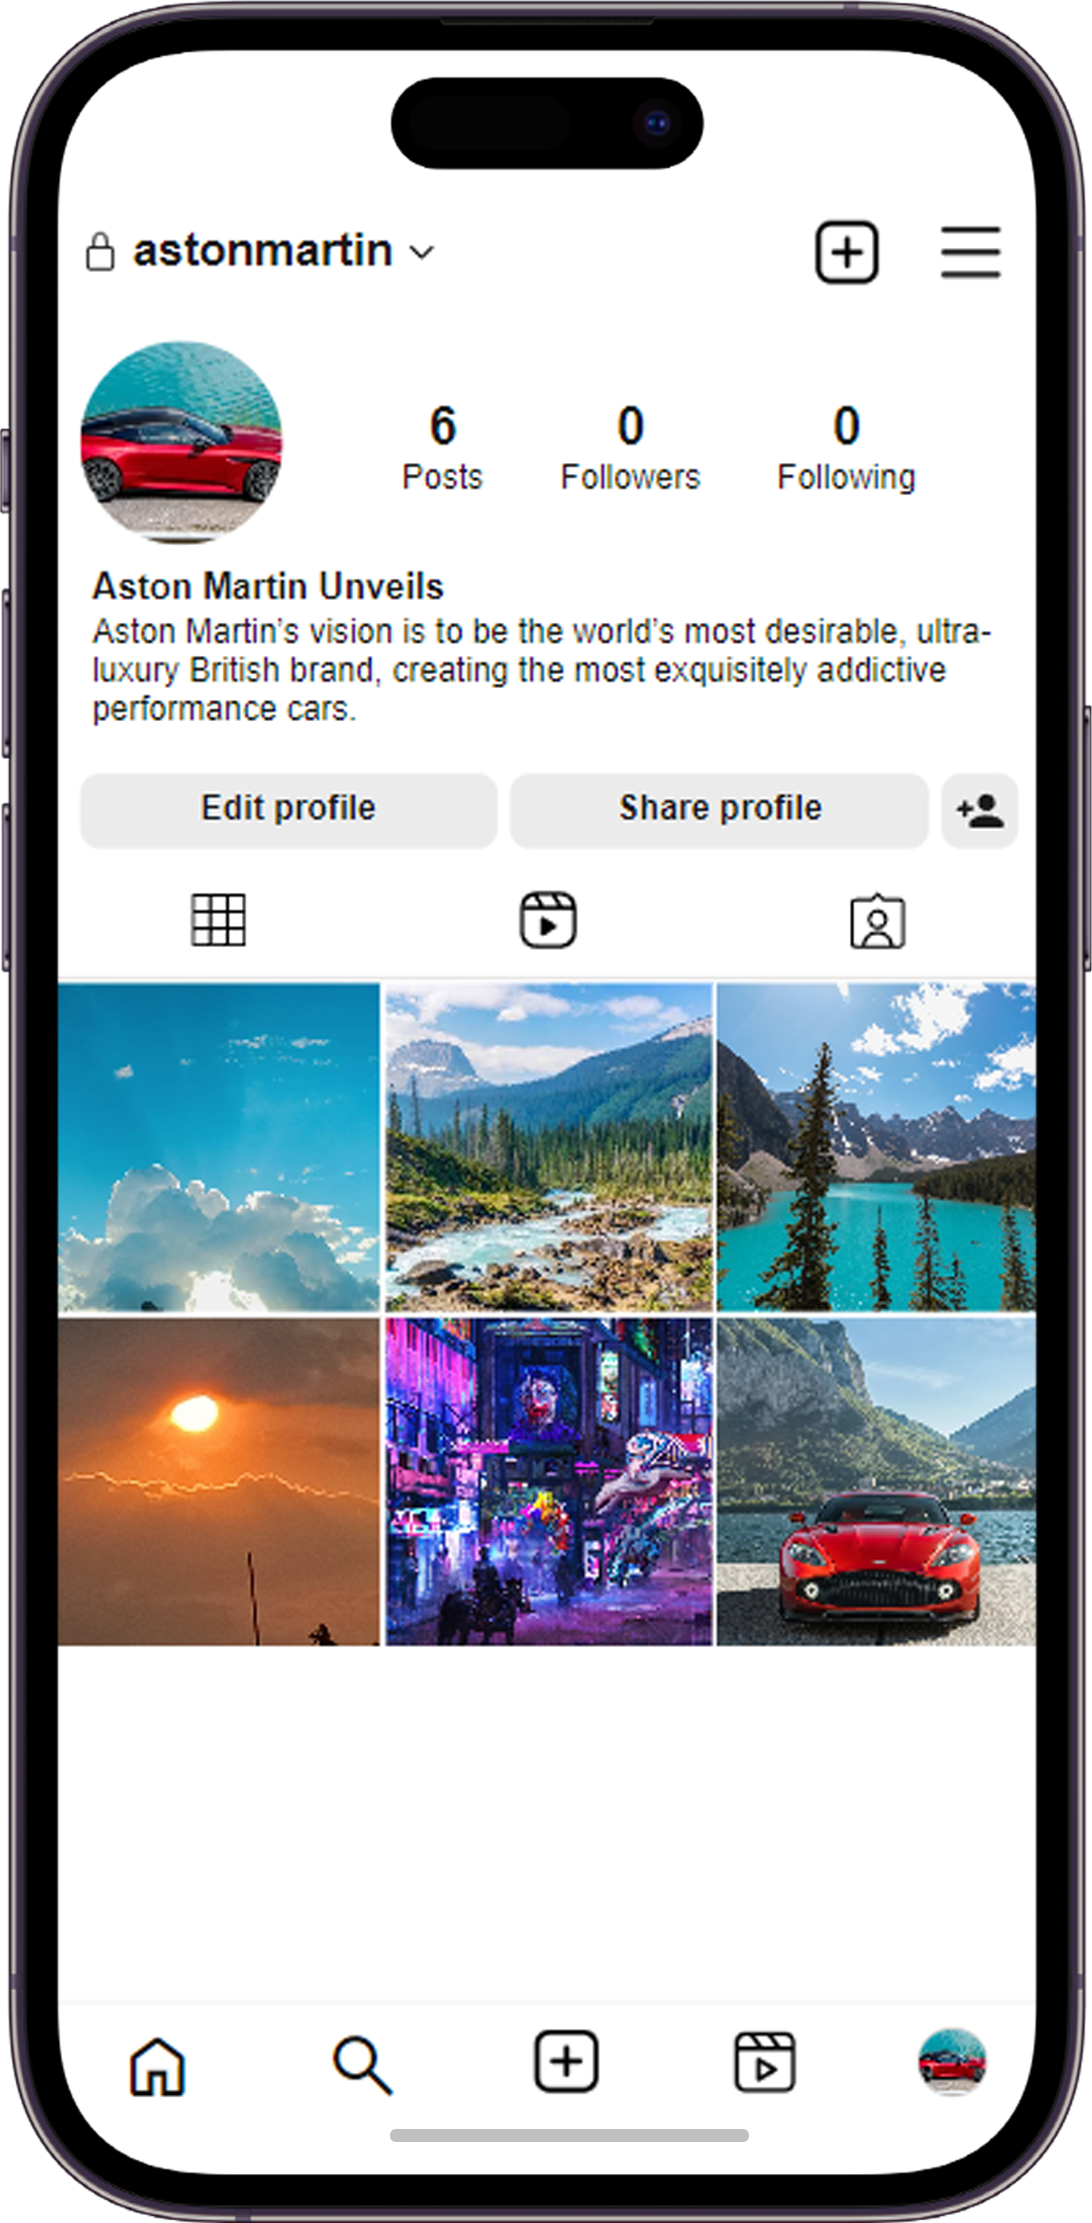 astonmartin
6 0 0
Posts Followers Following
Aston Martin Unveils
Aston Martin’s vision is to be the world’s most desirable, ultra-
luxury British brand, creating the most exquisitely addictive
performance cars.
Edit profile Share profile